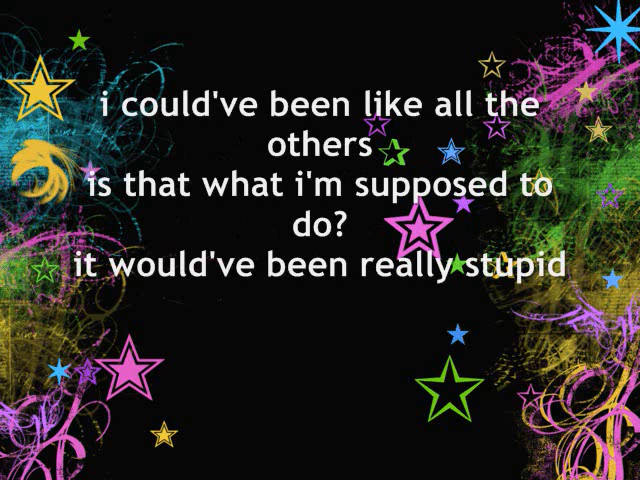 i could've been like all the
others
is that what i'm supposed to
do?
it would've been really stupid